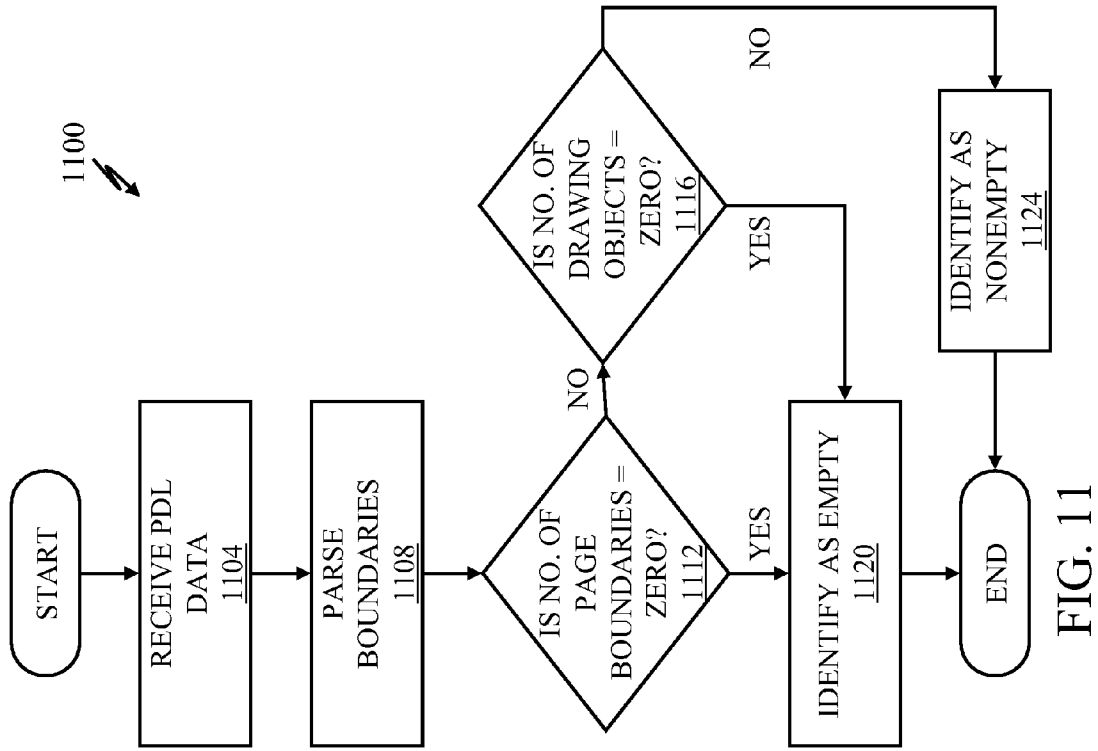 1100
START
RECEIVE PDL
DATA
1104
PARSE
BOUNDARIES
1108
IS NO. OF
PAGE
BOUNDARIES =
ZERO?
1112
NO
YES
IS NO. OF
DRAWING
OBJECTS =
ZERO?
1116
YES
NO
IDENTIFY AS EMPTY
1120
IDENTIFY AS
NONEMPTY
1124
END
FIG. 11